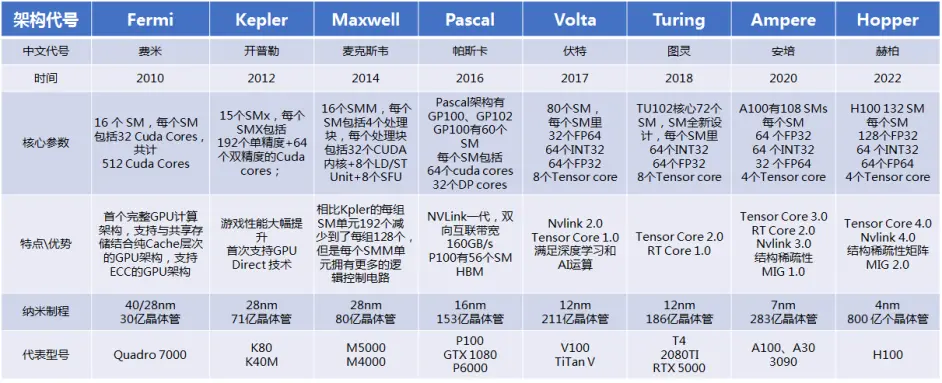 架构代号 Fermi Kepler Maxwell Pascal Volta Turing Ampere Hopper
中文代号 费米 开普勒 麦克斯韦 帕斯卡 伏特 图灵 安培 赫柏
时间 2010 2012 2014 2016 2017 2018 2020 2022
核心参数
16 个 SM，每个SM
包括32 Cuda Cores，
共计
512 Cuda Cores
15个SMx，每个
SMX包括
192个单精度+64
个双精度的Cuda
cores；
16个SMM，每个
SM包括4个处理
块，每个处理块
包括32个CUDA
内核+8个LD/ST
Unit+8个SFU
Pascal架构有
GP100、GP102
GP100有60个
SM
每个SM包括
64个cuda cores
32个DP cores
80个SM，
每个SM里
32个FP64
64个INT32
64个FP32
8个Tensor core
TU102核心72个
SM，SM全新设
计，每个SM里
64个INT32
64个FP32
8个Tensor core
A100有108 SMs
每个SM
64 个FP32
64 个INT32
32 个FP64
4个Tensor core
H100 132 SM
每个SM
128个FP32
64个INT32
64个FP64
4个Tensor core
特点\优势
首个完整GPU计算
架构，支持与共享存
储结合纯Cache层次
的GPU架构，支持
ECC的GPU架构
游戏性能大幅提
升
首次支持GPU
Direct 技术
相比Kpler的每组
SM单元192个减
少到了每组128个，
但是每个SMM单
元拥有更多的逻
辑控制电路
NVLink一代，双
向互联带宽
160GB/s
P100有56个SM
HBM
Nvlink 2.0
Tensor Core 1.0
满足深度学习和
AI运算
Tensor Core 2.0
RT Core 1.0
Tensor Core 3.0
RT Core 2.0
Nvlink 3.0
结构稀疏性
MIG 1.0
Tensor Core 4.0
Nvlink 4.0
结构稀疏性矩阵
MIG 2.0
纳米制程
40/28nm
30亿晶体管
28nm
71亿晶体管
28nm
80亿晶体管
16nm
153亿晶体管
12nm
211亿晶体管
12nm
186亿晶体管
7nm
283亿晶体管
4nm
800 亿个晶体管
代表型号
Quadro 7000
K80
K40M
M5000
M4000
P100
GTX 1080
P6000
V100
TiTan V
T4
2080TI
RTX 5000
A100、A30
3090
H100